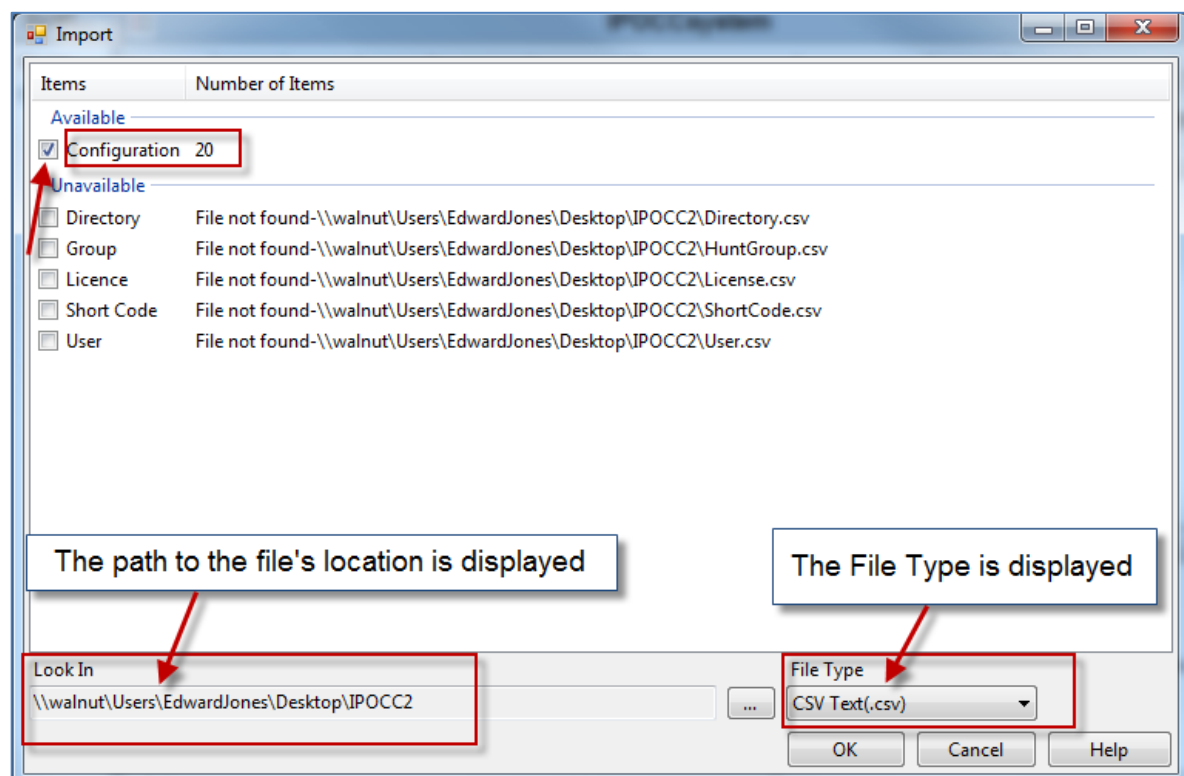 IPOCCsystem
Import
Items Number of Items
Available
Configuration 20
Unavailable
Directory File not found-\\walnut\Users\EdwardJones\Desktop\IPOCC2\Directory.csv
Group File not found-\\walnut\Users\EdwardJones\Desktop\IPOCC2\HuntGroup.csv
Licence File not found-\\walnut\Users\EdwardJones\Desktop\IPOCC2\License.csv
Short Code File not found-\\walnut\Users\EdwardJones\Desktop\IPOCC2\ShortCode.csv
User File not found-\\walnut\Users\EdwardJones\Desktop\IPOCC2\User.csv
The path to the file's location is displayed
The File Type is displayed
Look In File Type
\\walnut\Users\EdwardJones\Desktop\IPOCC2 ... CSV Text(.csv)
OK Cancel Help